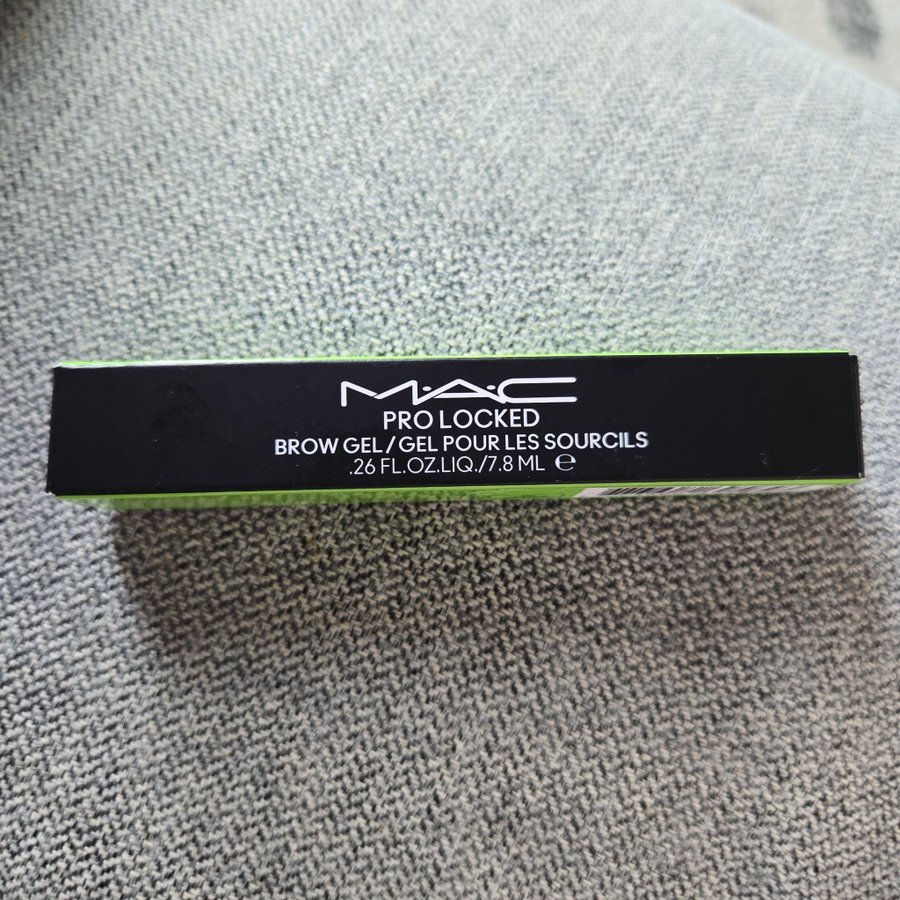 M·A·C
PRO LOCKED
BROW GEL / GEL POUR LES SOURCILS
.26 FL.OZ.LIQ./7.8 ML ℮